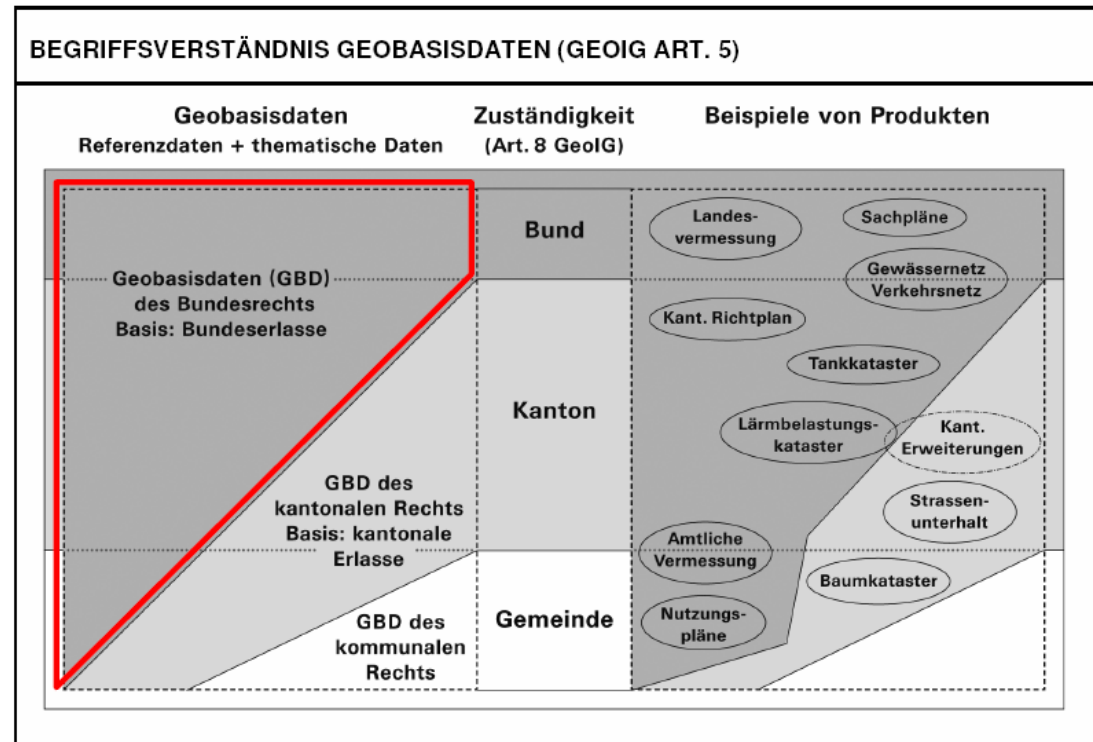 BEGRIFFSVERSTÄNDNIS GEOBASISDATEN (GEOIG ART. 5)
Geobasisdaten
Referenzdaten + thematische Daten
Zuständigkeit
(Art. 8 GeoIG)
Beispiele von Produkten
Geobasisdaten (GBD)
des Bundesrechts
Basis: Bundeserlasse
GBD des
kantonalen Rechts
Basis: kantonale
Erlasse
GBD des
kommunalen
Rechts
Bund
Kanton
Gemeinde
Landes-
vermessung
Sachpläne
Gewässernetz
Verkehrsnetz
Kant. Richtplan
Tankkataster
Lärmbelastungs-
kataster
Kant.
Erweiterungen
Strassen-
unterhalt
Amtliche
Vermessung
Baumkataster
Nutzungs-
pläne